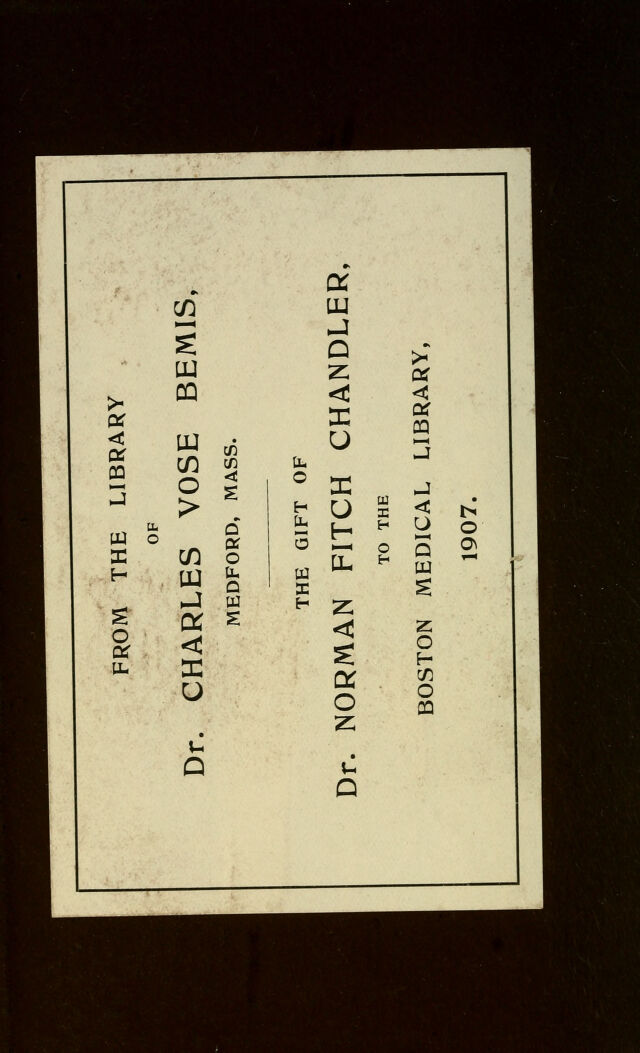 FROM THE LIBRARY
OF
Dr. CHARLES VOSE BEMIS,
MEDFORD, MASS.
THE GIFT OF
Dr. NORMAN FITCH CHANDLER,
TO THE
BOSTON MEDICAL LIBRARY,
1907.